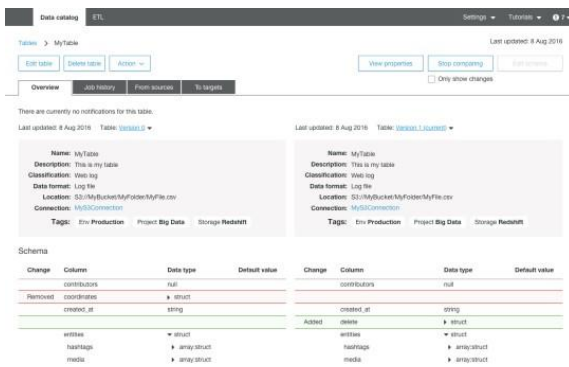 Data catalog ETL Settings Tutorials 7
Tables > MyTable Last updated: 8 Aug 2016
Edit table Delete table Action View properties Stop comparing
Only show changes
Overview Job history From sources To targets
There are currently no notifications for this table.
Last updated: 8 Aug 2016 Table: Version 0 Last updated: 8 Aug 2016 Table: Version 1 (current)
Name: MyTable Name: MyTable
Description: This is my table Description: This is my table
Classification: Web log Classification: Web log
Data format: Log file Data format: Log file
Location: S3://MyBucket/MyFolder/MyFile.csv Location: S3://MyBucket/MyFolder/MyFile.csv
Connection: MyS3Connection Connection: MyS3Connection
Tags: Env Production Project Big Data Storage Redshift Tags: Env Production Project Big Data Storage Redshift
Schema
Change Column Data type Default value Change Column Data type Default value
contributors null contributors null
Removed coordinates struct
created_at string created_at string
Added delete struct
entities struct entities struct
hashtags array:struct hashtags array:struct
media array:struct media array:struct